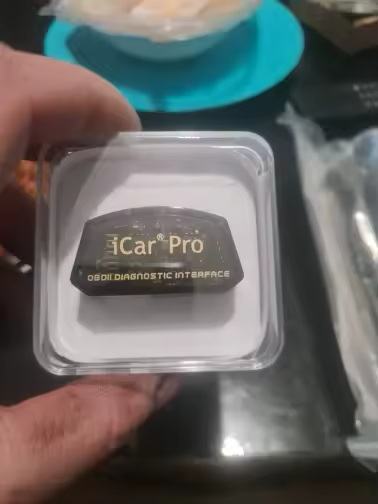 iCar® Pro
OBDII DIAGNOSTIC INTERFACE